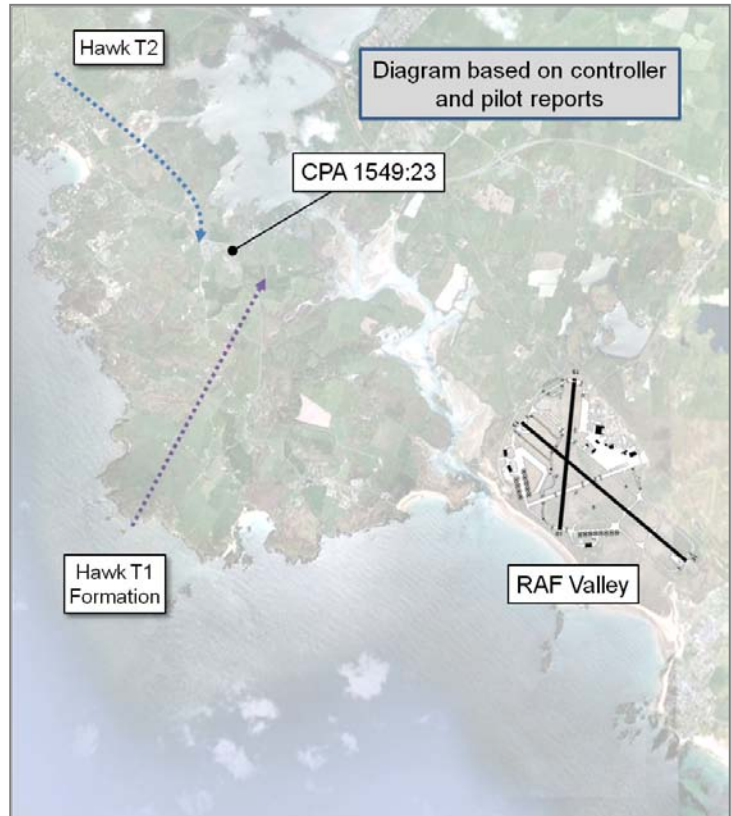 Hawk T2
Diagram based on controller
and pilot reports
CPA 1549:23
Hawk T1
Formation
RAF Valley